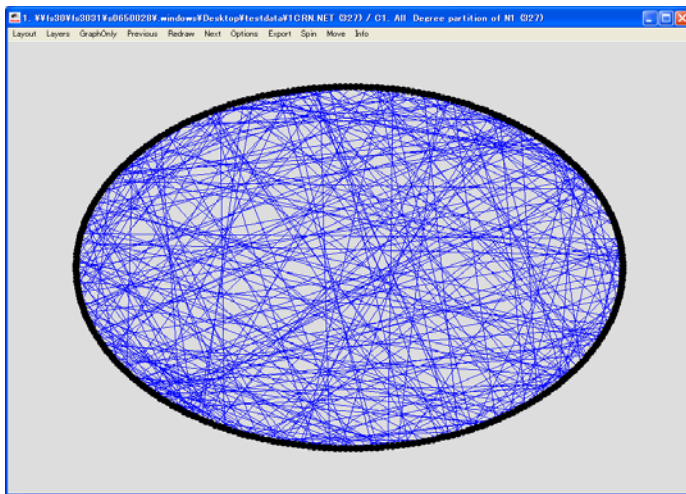 1. ¥¥fs30¥fs3031¥s0650028¥.windows¥Desktop¥testdata¥1CRN.NET (327) / C1. All Degree partition of N1 (327)
Layout Layers GraphOnly Previous Redraw Next Options Export Spin Move Info